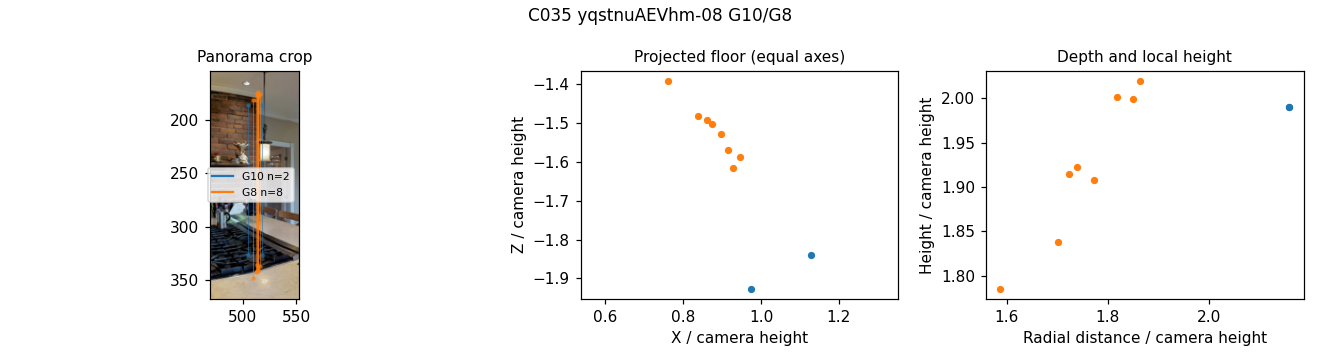 C035 yqstnuAEVhm-08 G10/G8
Panorama crop
200
250
300
350
500
550
G10 n=2
G8 n=8
Projected floor (equal axes)
Z / camera height
−1.4
−1.5
−1.6
−1.7
−1.8
−1.9
0.6
0.8
1.0
1.2
X / camera height
Depth and local height
Height / camera height
2.00
1.95
1.90
1.85
1.80
1.6
1.8
2.0
Radial distance / camera height